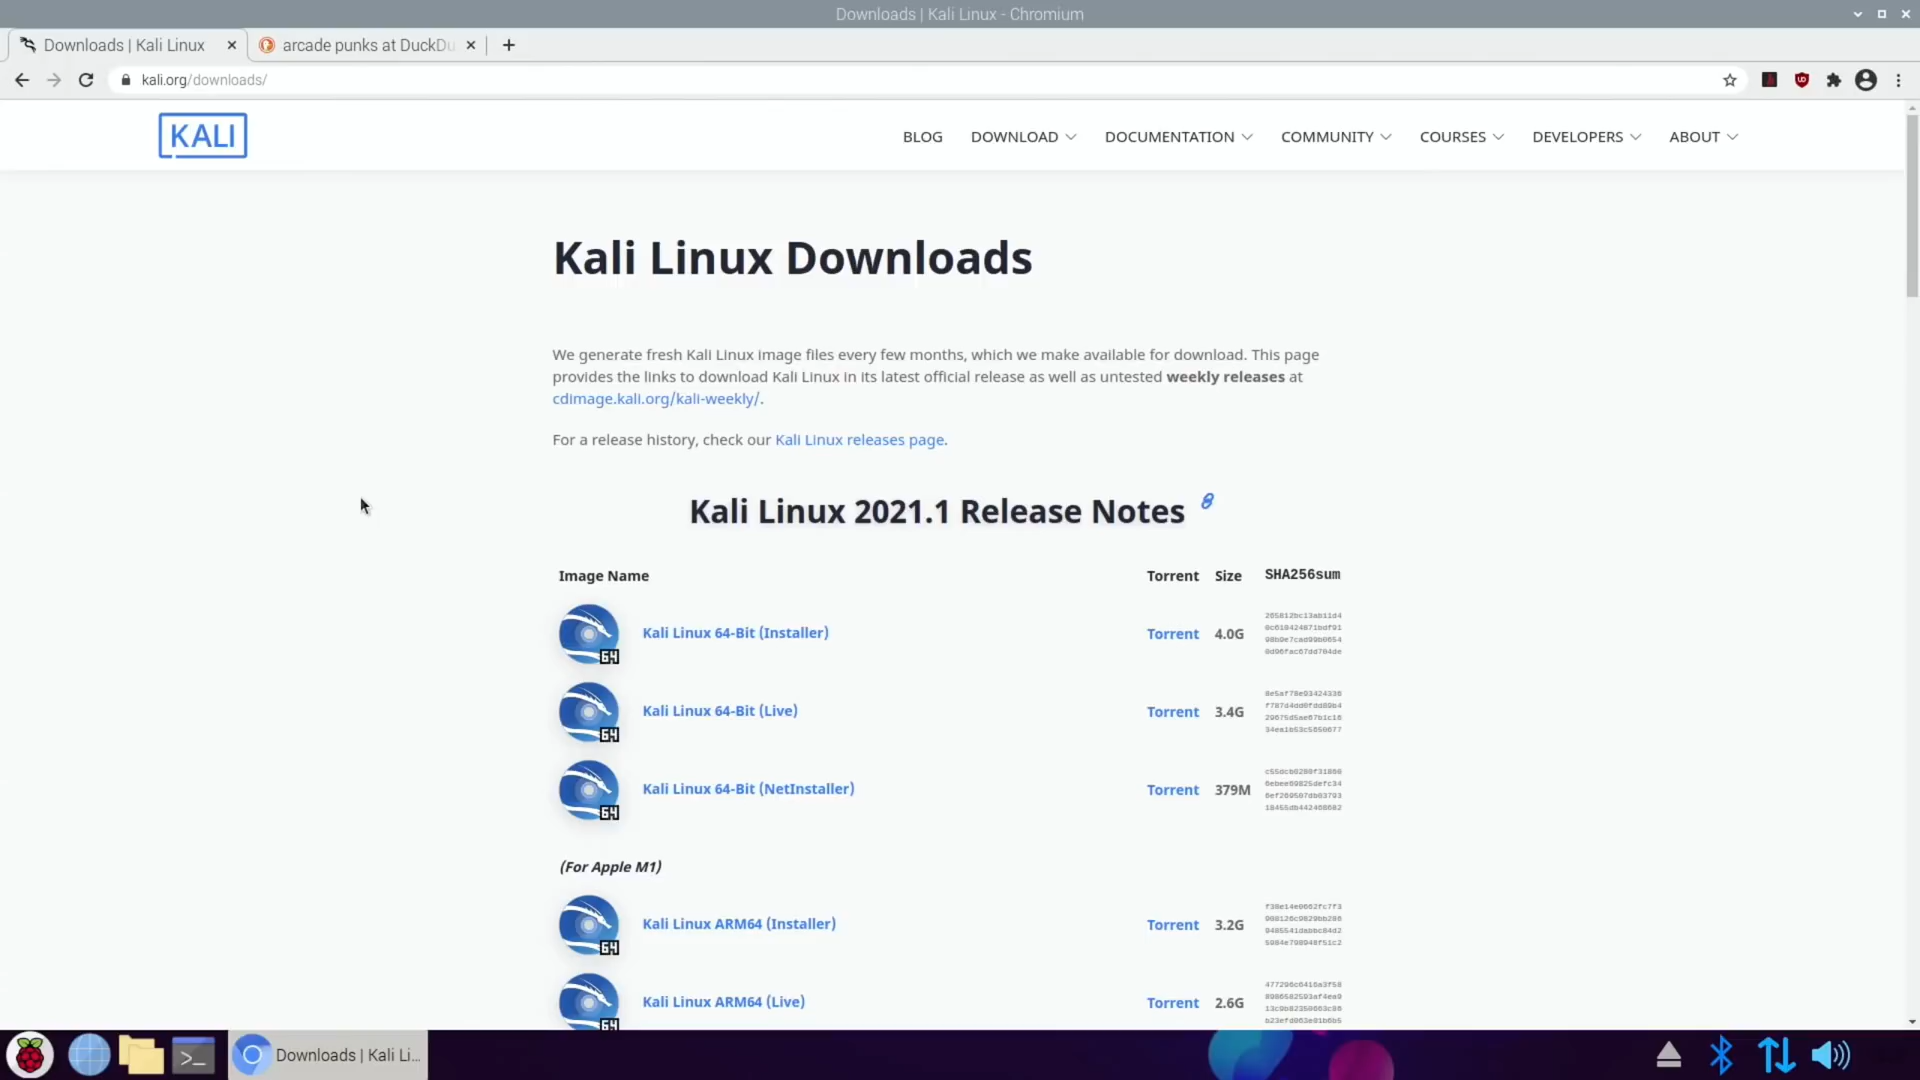 Downloads | Kali Linux - Chromium
Downloads | Kali Linux
arcade punks at DuckDu
kali.org/downloads/
KALI
BLOG
DOWNLOAD
DOCUMENTATION
COMMUNITY
COURSES
DEVELOPERS
ABOUT
Kali Linux Downloads
We generate fresh Kali Linux image files every few months, which we make available for download. This page
provides the links to download Kali Linux in its latest official release as well as untested weekly releases at
cdimage.kali.org/kali-weekly/.
For a release history, check our Kali Linux releases page.
Kali Linux 2021.1 Release Notes
Image Name Torrent Size SHA256sum
64
Kali Linux 64-Bit (Installer) Torrent 4.0G
64
Kali Linux 64-Bit (Live) Torrent 3.4G
64
Kali Linux 64-Bit (NetInstaller) Torrent 379M
(For Apple M1)
64
Kali Linux ARM64 (Installer) Torrent 3.2G
64
Kali Linux ARM64 (Live) Torrent 2.6G
Downloads | Kali Li...